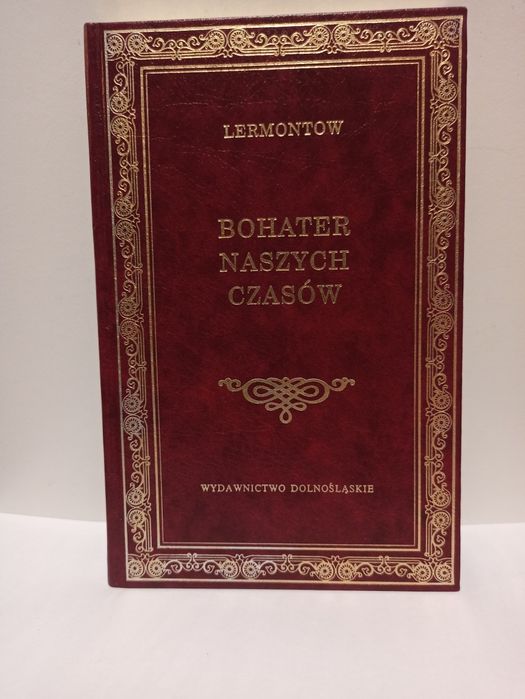 LERMONTOW
BOHATER
NASZYCH
CZASÓW
WYDAWNICTWO DOLNOŚLĄSKIE